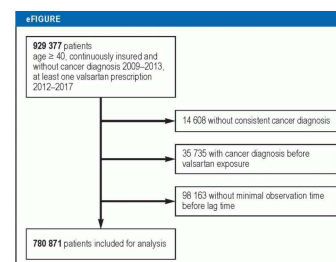 eFIGURE
929 377 patients
age ≥ 40, continuously insured and
without cancer diagnosis 2009–2013,
at least one valsartan prescription
2012–2017
14 608 without consistent cancer diagnosis
35 735 with cancer diagnosis before
valsartan exposure
98 163 without minimal observation time
before lag time
780 871 patients included for analysis